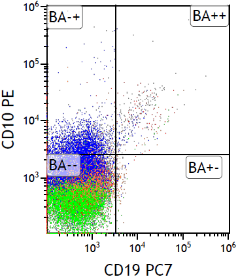 BA-+
BA++
10⁶
10⁵
10⁴
10³
CD10 PE
BA--
BA+-
10³
10⁴
10⁵
10⁶
CD19 PC7